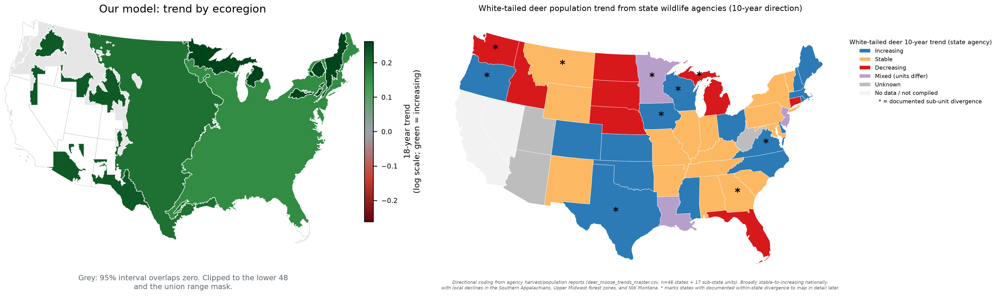 Our model: trend by ecoregion
0.2
0.1
0.0
−0.1
−0.2
18-year trend
(log scale; green = increasing)
Grey: 95% interval overlaps zero. Clipped to the lower 48
and the union range mask.
White-tailed deer population trend from state wildlife agencies (10-year direction)
*
*
*
*
*
*
*
*
*
*
White-tailed deer 10-year trend (state agency)
Increasing
Stable
Decreasing
Mixed (units differ)
Unknown
No data / not compiled
* = documented sub-unit divergence
Directional coding from agency harvest/population reports (deer_moose_trends_master.csv, n=46 states + 17 sub-state units). Broadly stable-to-increasing nationally,
with local declines in the Southern Appalachians, Upper Midwest forest zones, and NW Montana. * marks states with documented within-state divergence to map in detail later.